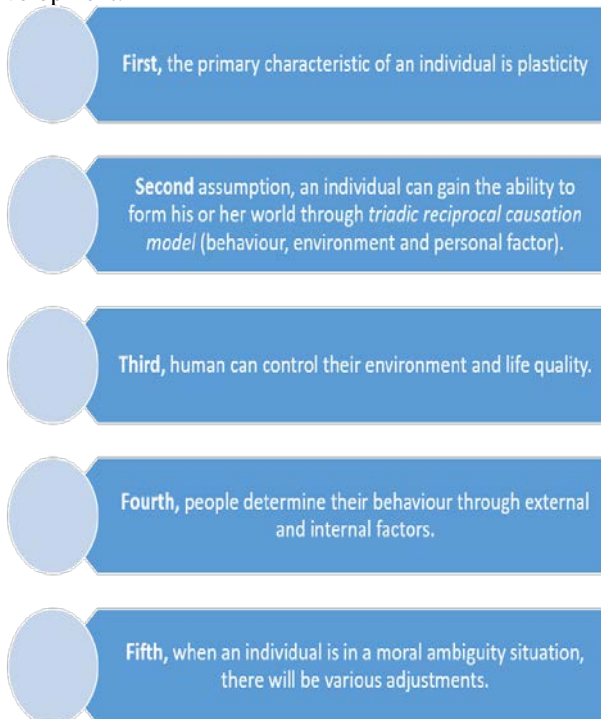 First, the primary characteristic of an individual is plasticity
Second assumption, an individual can gain the ability to
form his or her world through triadic reciprocal causation
model (behaviour, environment and personal factor).
Third, human can control their environment and life quality.
Fourth, people determine their behaviour through external
and internal factors.
Fifth, when an individual is in a moral ambiguity situation,
there will be various adjustments.